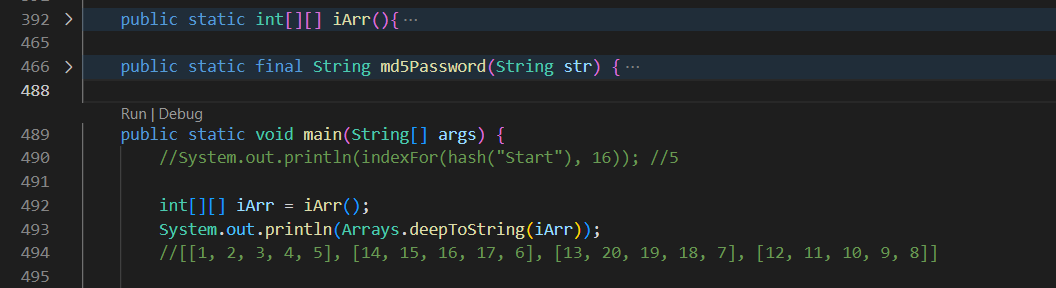 392 > public static int[][] iArr(){ ···
465
466 > public static final String md5Password(String str) { ···
488
Run | Debug
489 public static void main(String[] args) {
490 //System.out.println(indexFor(hash("Start"), 16)); //5
491
492 int[][] iArr = iArr();
493 System.out.println(Arrays.deepToString(iArr));
494 //[[1, 2, 3, 4, 5], [14, 15, 16, 17, 6], [13, 20, 19, 18, 7], [12, 11, 10, 9, 8]]
495